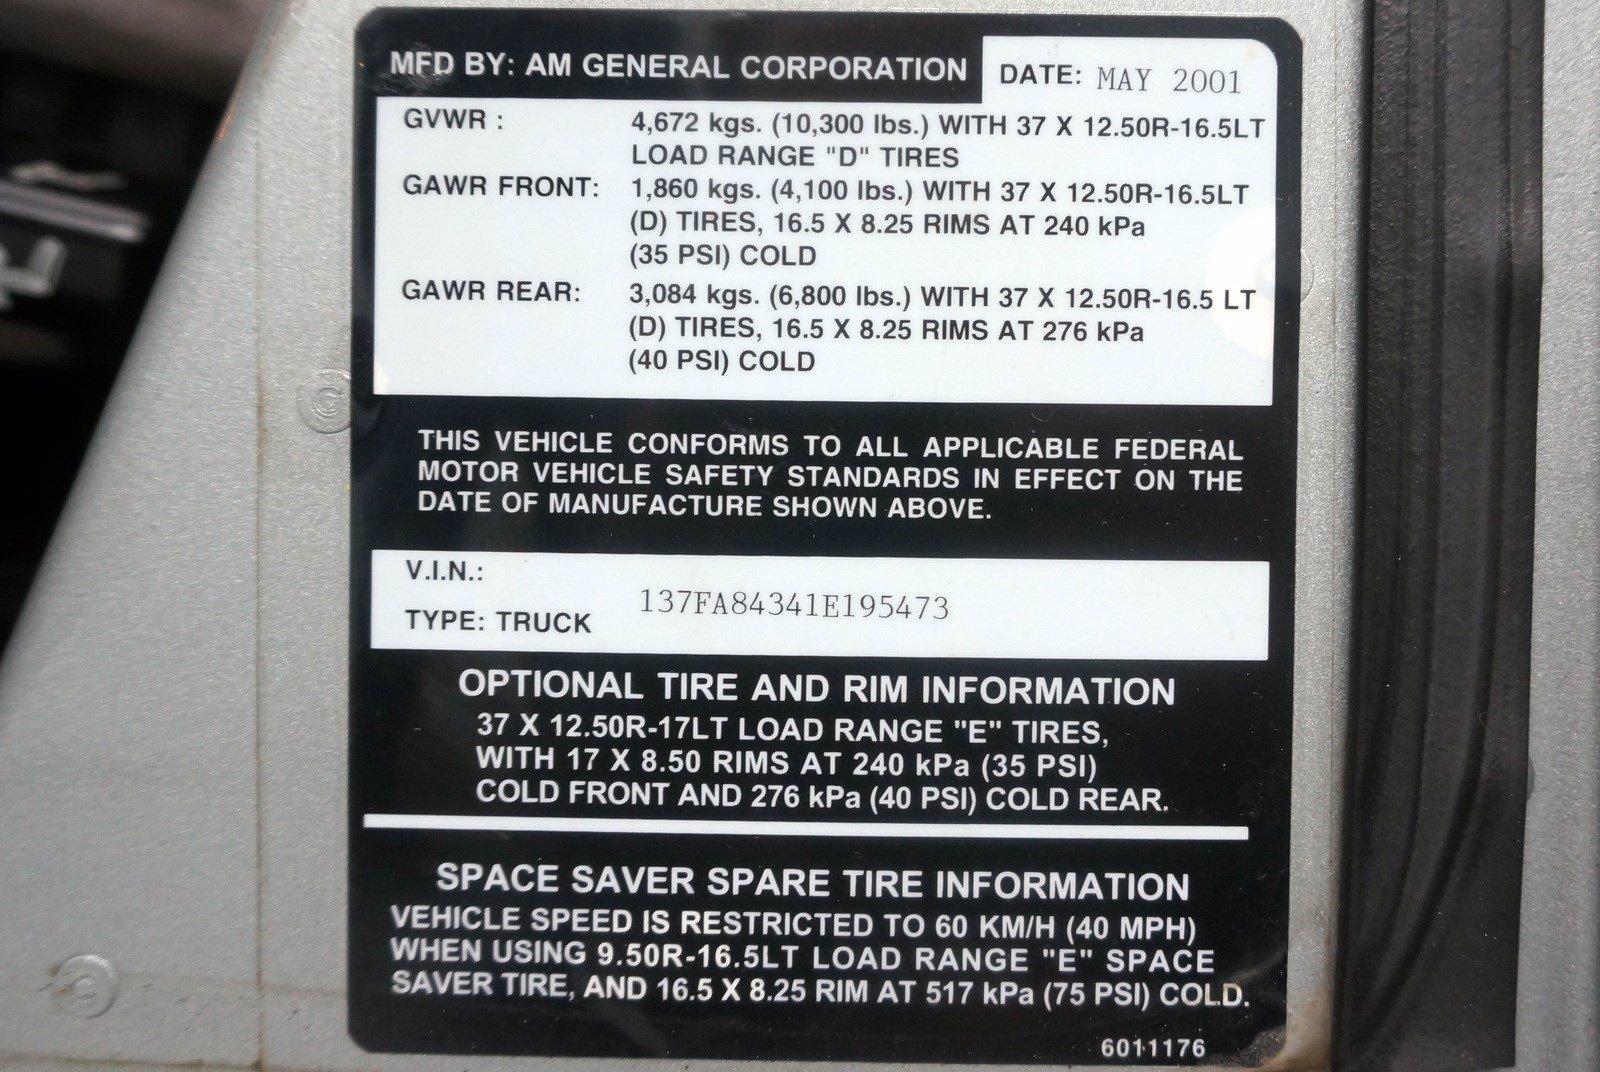 MFD BY: AM GENERAL CORPORATION DATE: MAY 2001
GVWR : 4,672 kgs. (10,300 lbs.) WITH 37 X 12.50R-16.5LT
LOAD RANGE "D" TIRES
GAWR FRONT: 1,860 kgs. (4,100 lbs.) WITH 37 X 12.50R-16.5LT
(D) TIRES, 16.5 X 8.25 RIMS AT 240 kPa
(35 PSI) COLD
GAWR REAR: 3,084 kgs. (6,800 lbs.) WITH 37 X 12.50R-16.5 LT
(D) TIRES, 16.5 X 8.25 RIMS AT 276 kPa
(40 PSI) COLD
THIS VEHICLE CONFORMS TO ALL APPLICABLE FEDERAL
MOTOR VEHICLE SAFETY STANDARDS IN EFFECT ON THE
DATE OF MANUFACTURE SHOWN ABOVE.
V.I.N.:
137FA84341E195473
TYPE: TRUCK
OPTIONAL TIRE AND RIM INFORMATION
37 X 12.50R-17LT LOAD RANGE "E" TIRES,
WITH 17 X 8.50 RIMS AT 240 kPa (35 PSI)
COLD FRONT AND 276 kPa (40 PSI) COLD REAR.
SPACE SAVER SPARE TIRE INFORMATION
VEHICLE SPEED IS RESTRICTED TO 60 KM/H (40 MPH)
WHEN USING 9.50R-16.5LT LOAD RANGE "E" SPACE
SAVER TIRE, AND 16.5 X 8.25 RIM AT 517 kPa (75 PSI) COLD.
6011176